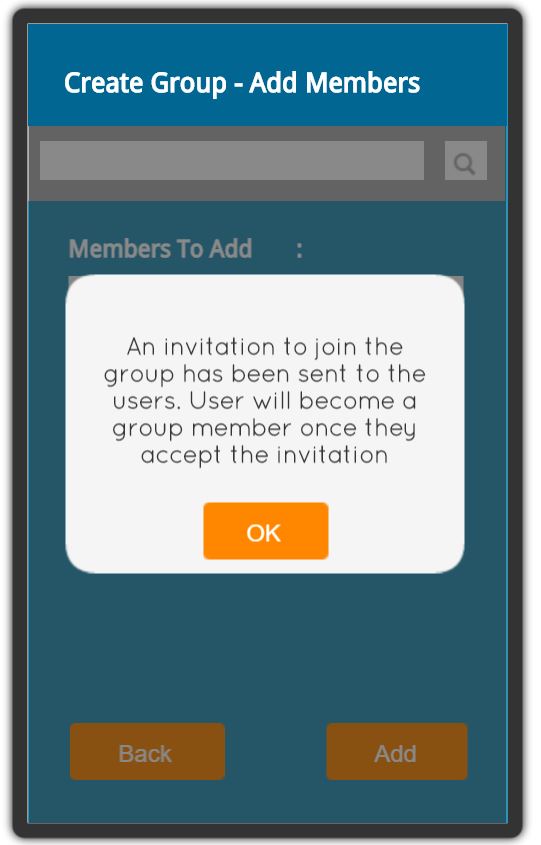 Create Group - Add Members
Members To Add :
An invitation to join the
group has been sent to the
users. User will become a
group member once they
accept the invitation
OK
Back Add